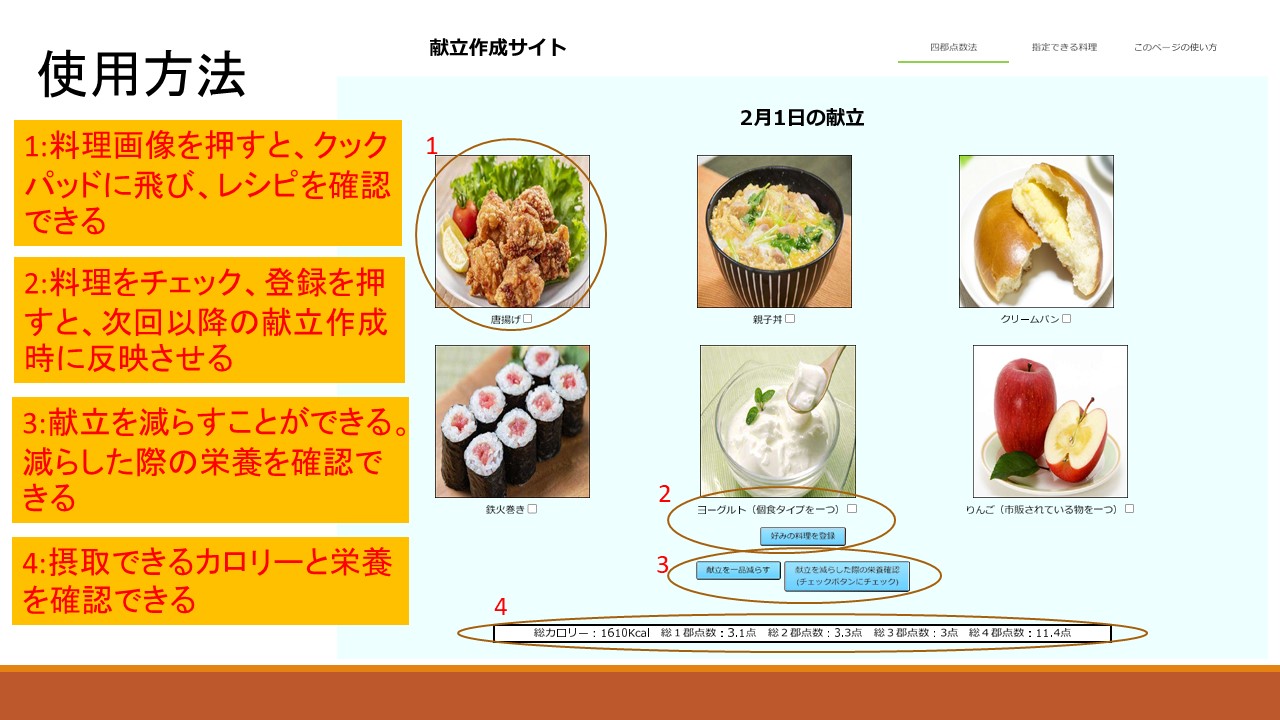 使用方法
1:料理画像を押すと、クック
パッドに飛び、レシピを確認
できる
2:料理をチェック、登録を押
すと、次回以降の献立作成
時に反映させる
3:献立を減らすことができる。
減らした際の栄養を確認で
きる
4:摂取できるカロリーと栄養
を確認できる
献立作成サイト
四郡点数法 指定できる料理 このページの使い方
2月1日の献立
1
唐揚げ 親子丼 クリームパン
鉄火巻き ヨーグルト（個食タイプを一つ） りんご（市販されている物を一つ）
2
好みの料理を登録
3
献立を一品減らす
献立を減らした際の栄養確認
(チェックボタンにチェック)
4
総カロリー：1610Kcal 総１郡点数：3.1点 総２郡点数：3.3点 総３郡点数：3点 総４郡点数：11.4点